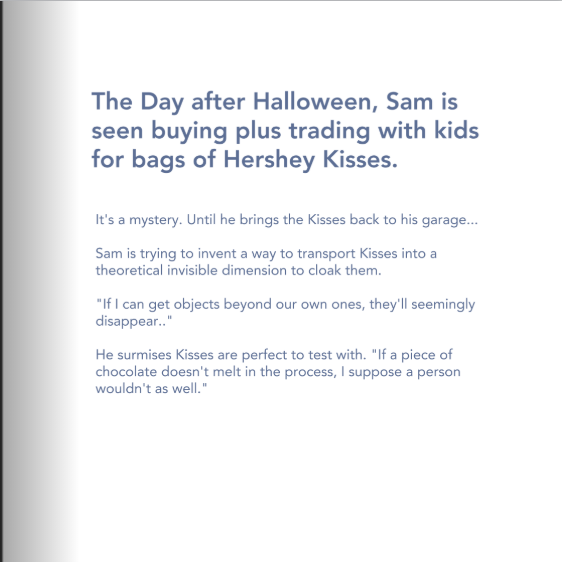 The Day after Halloween, Sam is
seen buying plus trading with kids
for bags of Hershey Kisses.
It's a mystery. Until he brings the Kisses back to his garage...
Sam is trying to invent a way to transport Kisses into a
theoretical invisible dimension to cloak them.
"If I can get objects beyond our own ones, they'll seemingly
disappear.."
He surmises Kisses are perfect to test with. "If a piece of
chocolate doesn't melt in the process, I suppose a person
wouldn't as well."